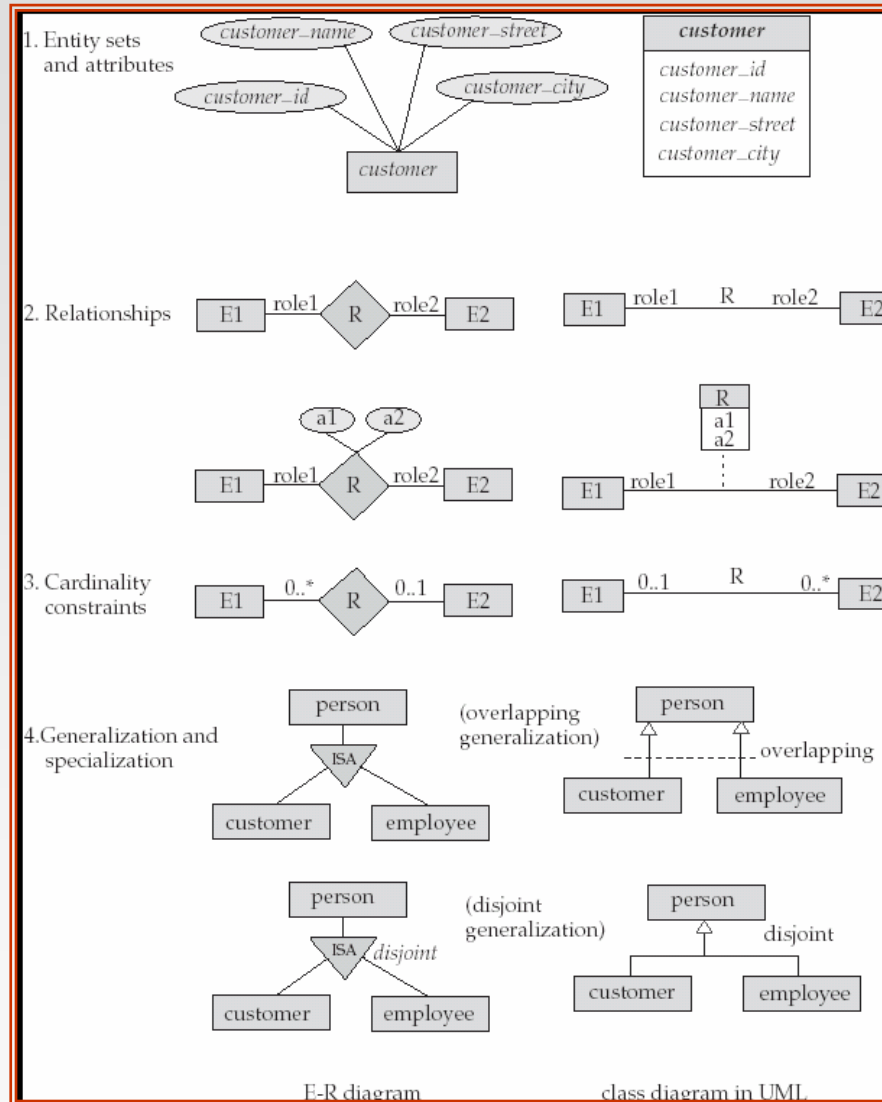 1. Entity sets
and attributes
customer_name
customer_street
customer_id
customer_city
customer
customer
customer_id
customer_name
customer_street
customer_city
2. Relationships
E1 role1 R role2 E2
E1 role1 R role2 E2
a1 a2
E1 role1 R role2 E2
R
a1
a2
E1 role1 role2 E2
3. Cardinality
constraints
E1 0..* R 0..1 E2
E1 0..1 R 0..* E2
4.Generalization and
specialization
person
ISA
customer employee
(overlapping
generalization)
person
overlapping
customer employee
person
ISA disjoint
customer employee
(disjoint
generalization)
person
disjoint
customer employee
E-R diagram
class diagram in UML